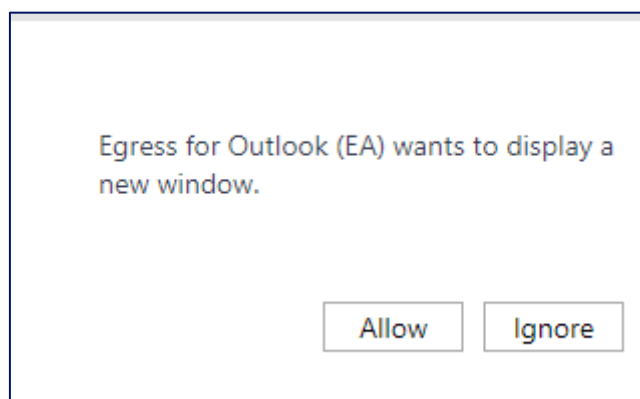 Egress for Outlook (EA) wants to display a
new window.
Allow
Ignore